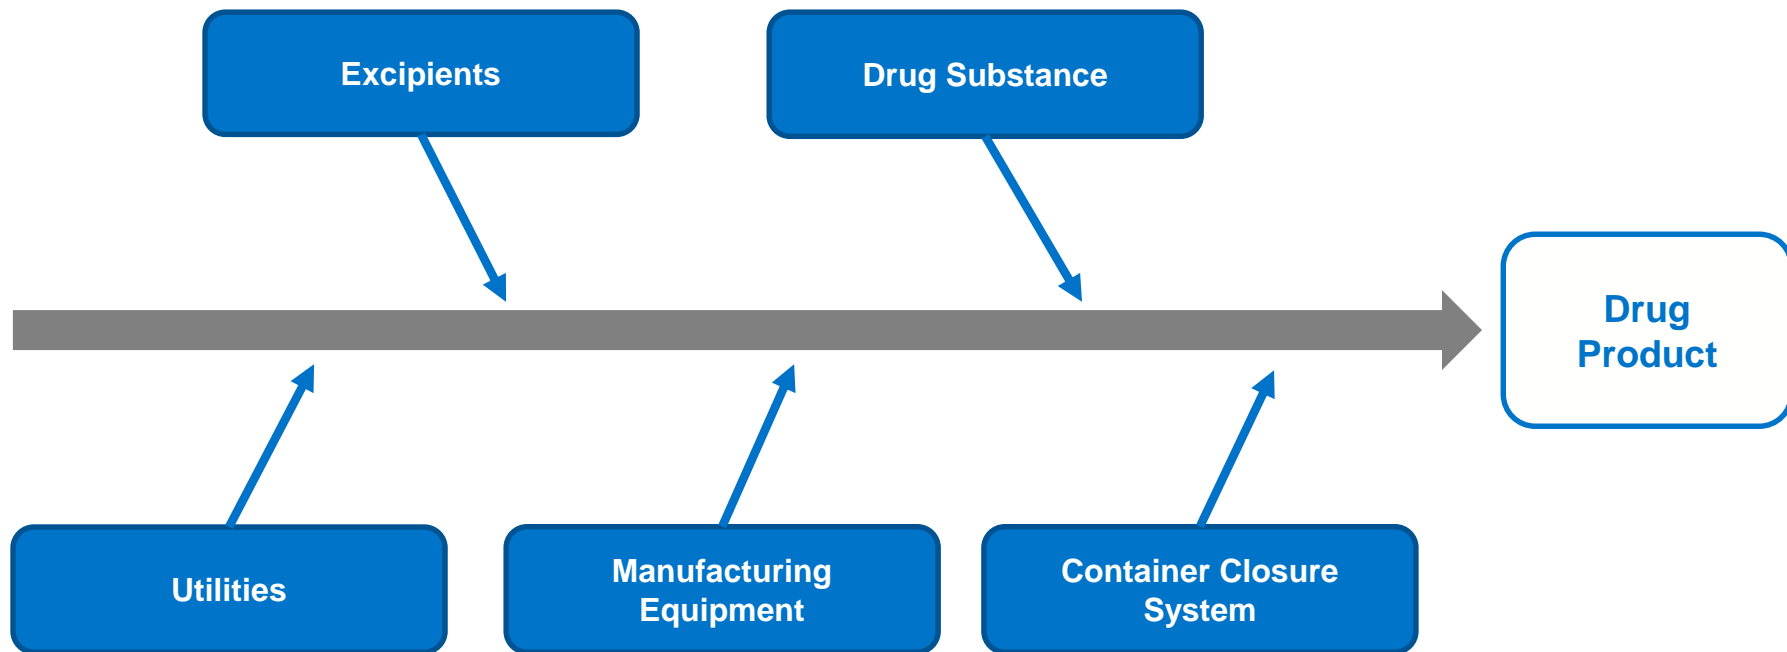 Excipients
Drug Substance
Drug
Product
Utilities
Manufacturing
Equipment
Container Closure
System